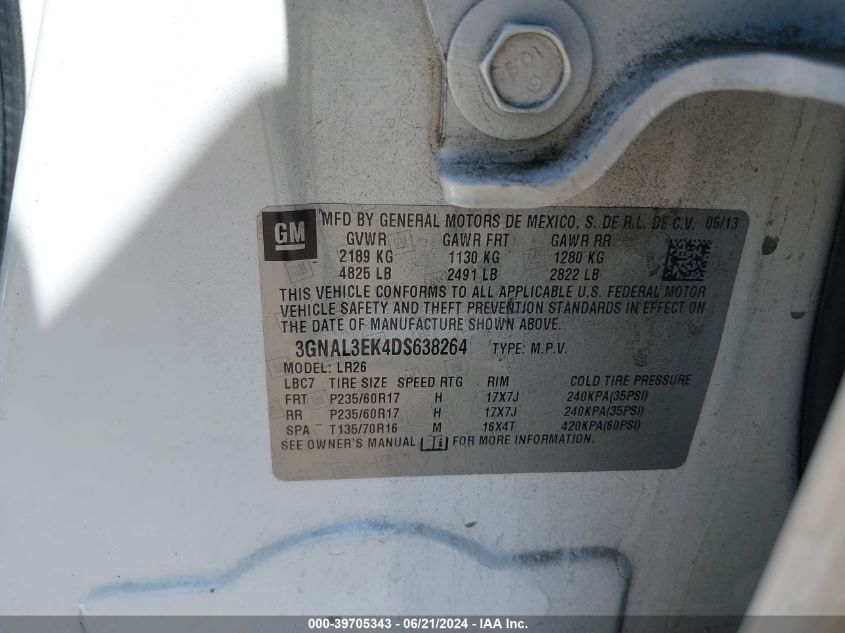 FOI
GM MFD BY GENERAL MOTORS DE MEXICO, S. DE R.L. DE C.V. 05/13
GVWR GAWR FRT GAWR RR
2189 KG 1130 KG 1280 KG
4825 LB 2491 LB 2822 LB
THIS VEHICLE CONFORMS TO ALL APPLICABLE U.S. FEDERAL MOTOR
VEHICLE SAFETY AND THEFT PREVENTION STANDARDS IN EFFECT ON
THE DATE OF MANUFACTURE SHOWN ABOVE.
3GNAL3EK4DS638264 TYPE: M.P.V.
MODEL: LR26
LBC7 TIRE SIZE SPEED RTG RIM COLD TIRE PRESSURE
FRT P235/60R17 H 17X7J 240KPA(35PSI)
RR P235/60R17 H 17X7J 240KPA(35PSI)
SPA T135/70R16 M 16X4T 420KPA(60PSI)
SEE OWNER'S MANUAL FOR MORE INFORMATION.
000-39705343 - 06/21/2024 - IAA Inc.